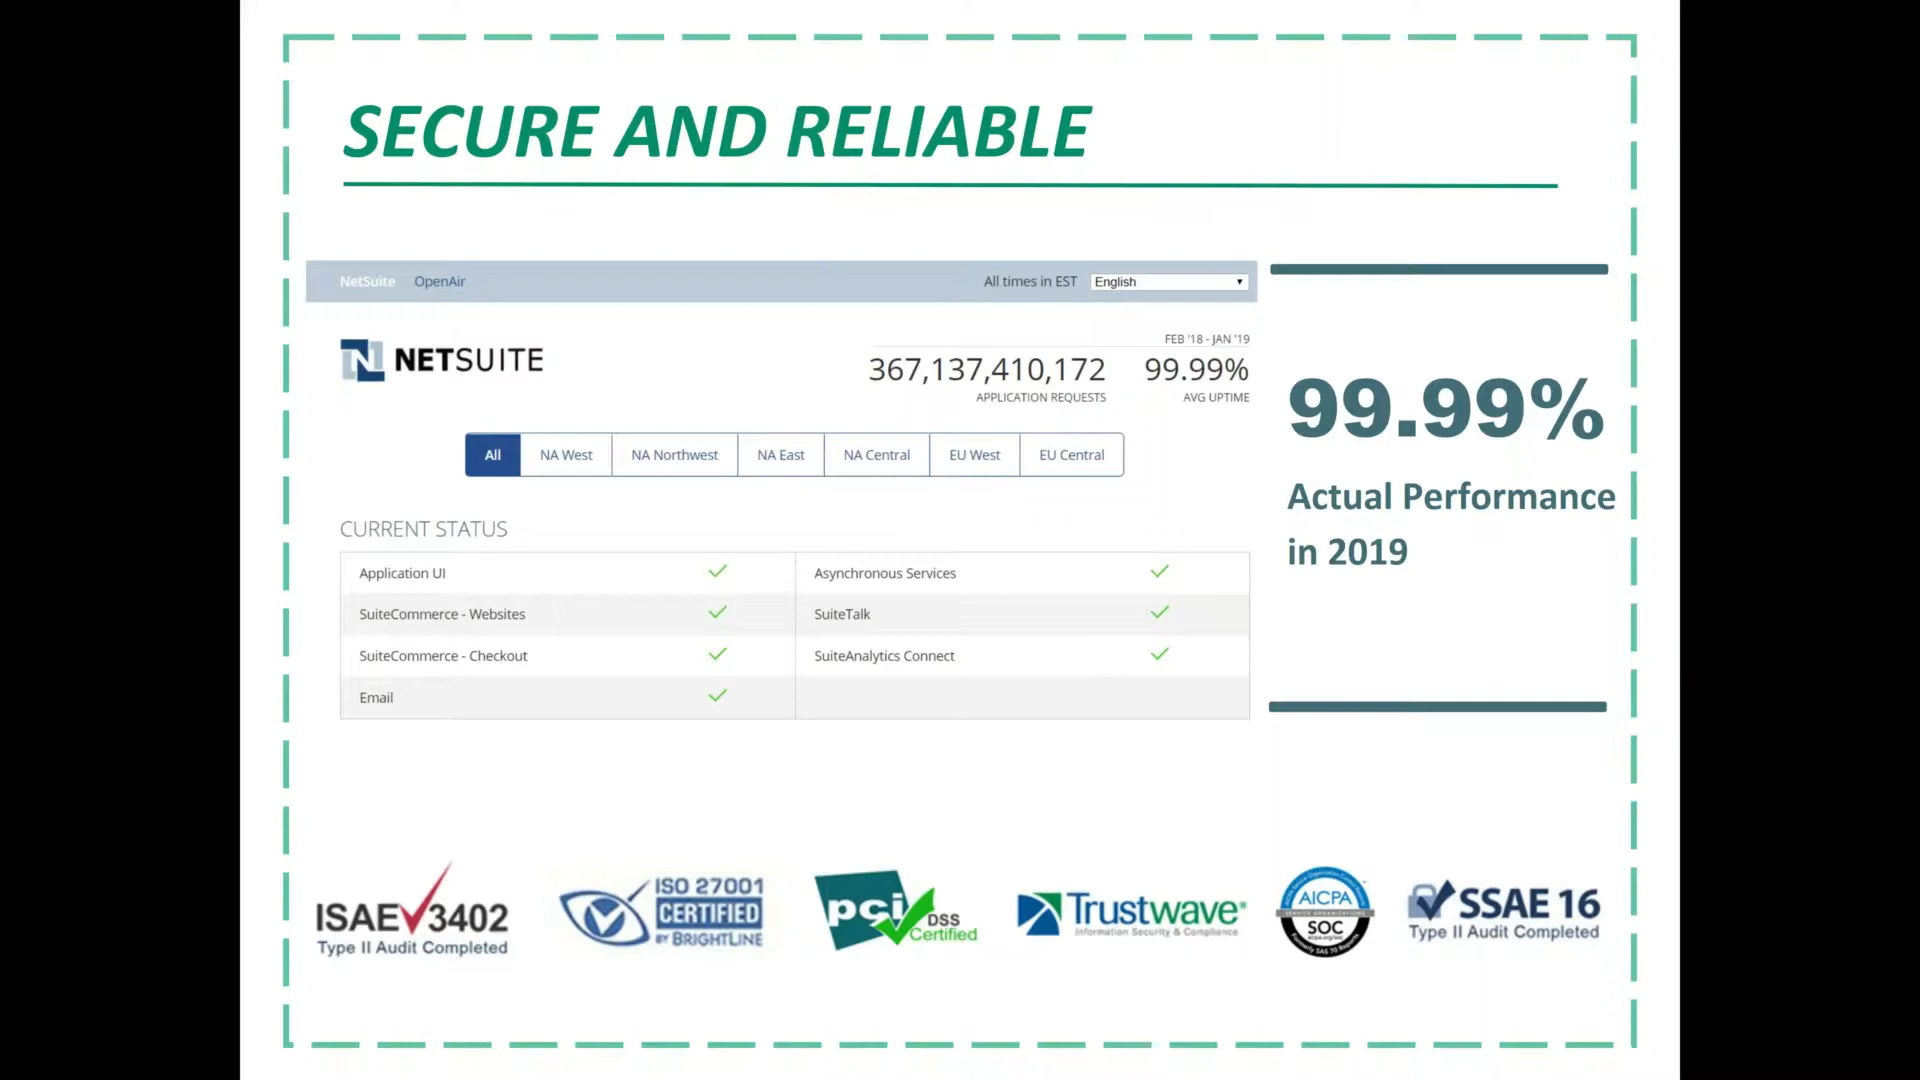 SECURE AND RELIABLE
NetSuite OpenAir All times in EST English
NETSUITE
FEB '18 - JAN '19
367,137,410,172 99.99%
APPLICATION REQUESTS AVG UPTIME
All NA West NA Northwest NA East NA Central EU West EU Central
CURRENT STATUS
Application UI Asynchronous Services
SuiteCommerce - Websites SuiteTalk
SuiteCommerce - Checkout SuiteAnalytics Connect
Email
99.99%
Actual Performance
in 2019
ISAE 3402
Type II Audit Completed
ISO 27001
CERTIFIED
BY BRIGHTLINE
pci DSS
Certified
Trustwave
Information Security & Compliance
AICPA
SOC
Formerly SAS 70 Reports
SSAE 16
Type II Audit Completed